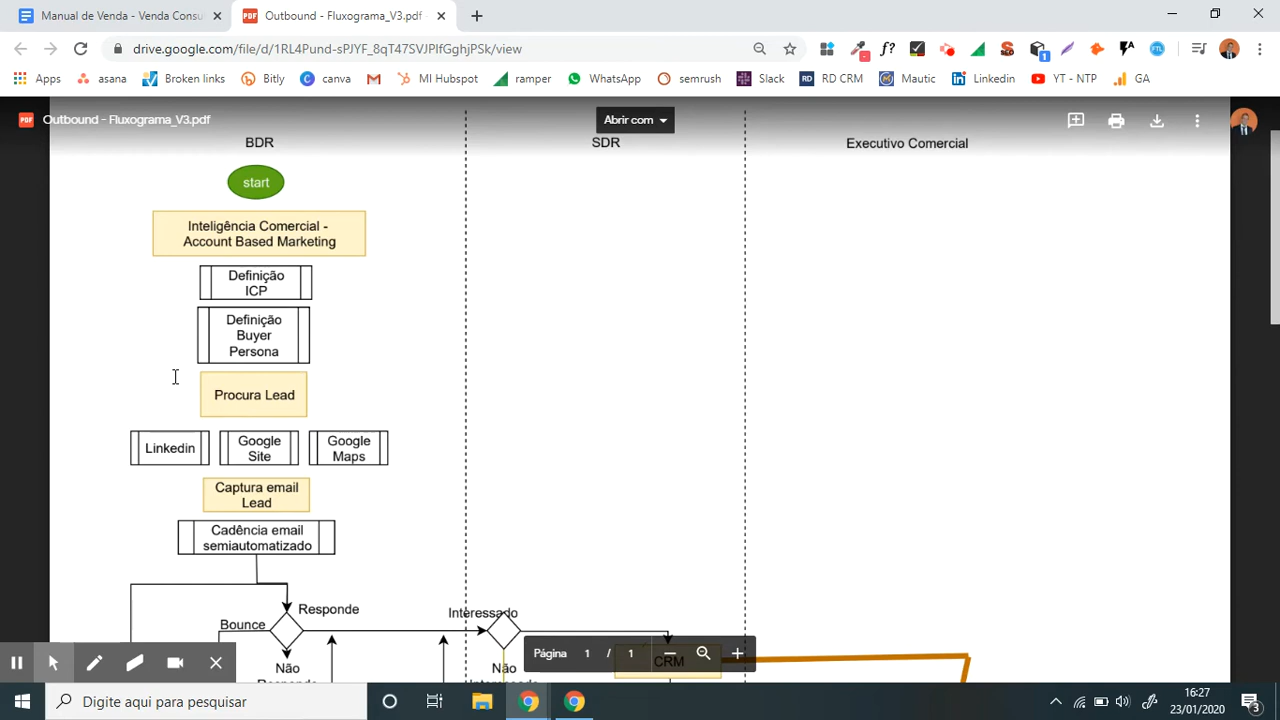 Manual de Venda - Venda Consu
Outbound - Fluxograma_V3.pdf -
drive.google.com/file/d/1RL4Pund-sPJYF_8qT47SVJPIfGghjPSk/view
Apps
asana
Broken links
Bitly
canva
MI Hubspot
ramper
WhatsApp
semrush
Slack
RD CRM
Mautic
Linkedin
YT - NTP
GA
PDF Outbound - Fluxograma_V3.pdf
Abrir com
BDR
SDR
Executivo Comercial
start
Inteligência Comercial -
Account Based Marketing
Definição
ICP
Definição
Buyer
Persona
Procura Lead
Linkedin
Google
Site
Google
Maps
Captura email
Lead
Cadência email
semiautomatizado
Responde
Interessado
Bounce
Página 1 / 1
CRM
Não
Não
Digite aqui para pesquisar
16:27
23/01/2020
3